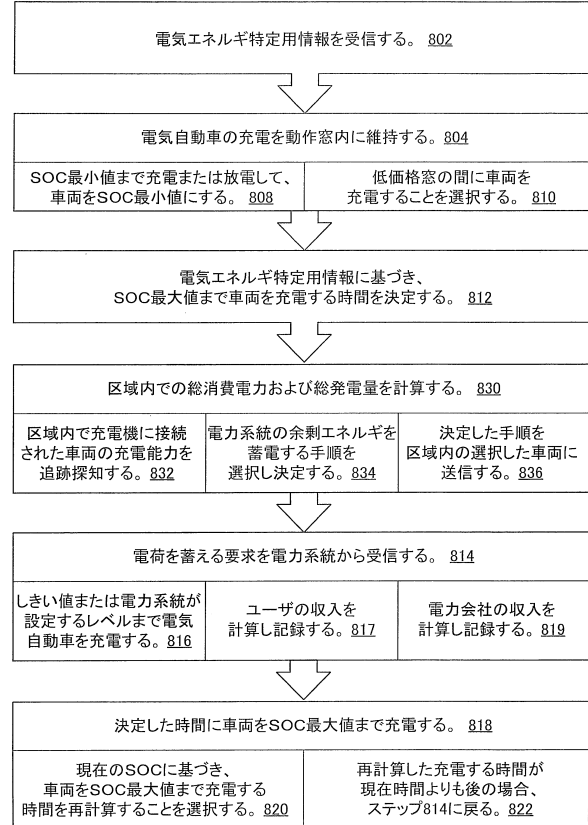 電気エネルギ特定用情報を受信する。 802
電気自動車の充電を動作窓内に維持する。 804
SOC最小値まで充電または放電して、
車両をSOC最小値にする。 808
低価格窓の間に車両を
充電することを選択する。 810
電気エネルギ特定用情報に基づき、
SOC最大値まで車両を充電する時間を決定する。 812
区域内での総消費電力および総発電量を計算する。 830
区域内で充電機に接続
された車両の充電能力を
追跡探知する。 832
電力系統の余剰エネルギを
蓄電する手順を
選択し決定する。 834
決定した手順を
区域内の選択した車両に
送信する。 836
電荷を蓄える要求を電力系統から受信する。 814
しきい値または電力系統が
設定するレベルまで電気
自動車を充電する。 816
ユーザの収入を
計算し記録する。 817
電力会社の収入を
計算し記録する。 819
決定した時間に車両をSOC最大値まで充電する。 818
現在のSOCに基づき、
車両をSOC最大値まで充電する
時間を再計算することを選択する。 820
再計算した充電する時間が
現在時間よりも後の場合、
ステップ814に戻る。 822